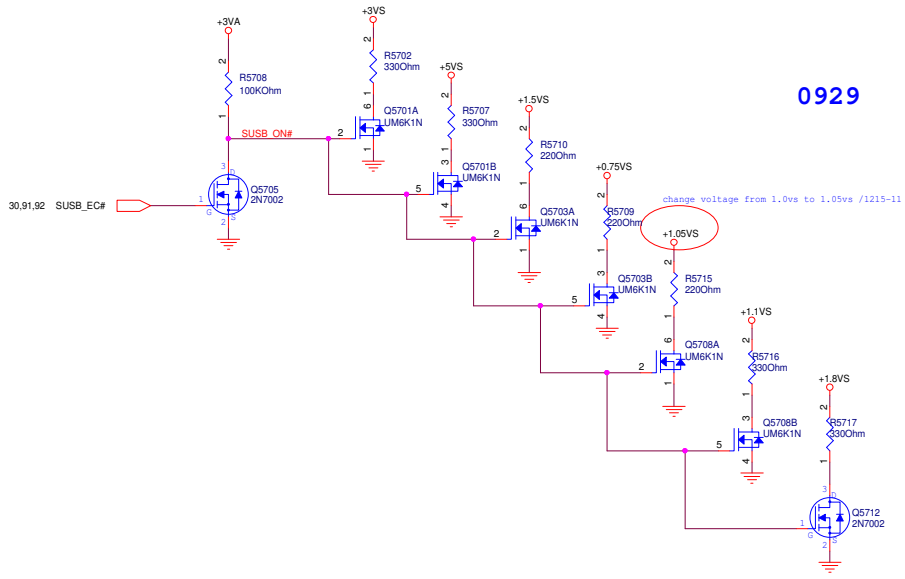 +3VA
2
R5708
100KOhm
1
SUSB_ON#
3
D
Q5705
2N7002
1
G
S
2
30,91,92 SUSB_EC#
+3VS
2
R5702
330Ohm
1
6
Q5701A
UM6K1N
2
1
+5VS
2
R5707
330Ohm
1
3
Q5701B
UM6K1N
5
4
+1.5VS
2
R5710
220Ohm
1
6
Q5703A
UM6K1N
2
1
+0.75VS
2
R5709
220Ohm
1
3
Q5703B
UM6K1N
5
4
0929
change voltage from 1.0vs to 1.05vs /1215-11
+1.05VS
2
R5715
220Ohm
1
6
Q5708A
UM6K1N
2
1
+1.1VS
2
R5716
330Ohm
1
3
Q5708B
UM6K1N
5
4
+1.8VS
2
R5717
330Ohm
1
3
D
Q5712
2N7002
1
G
S
2